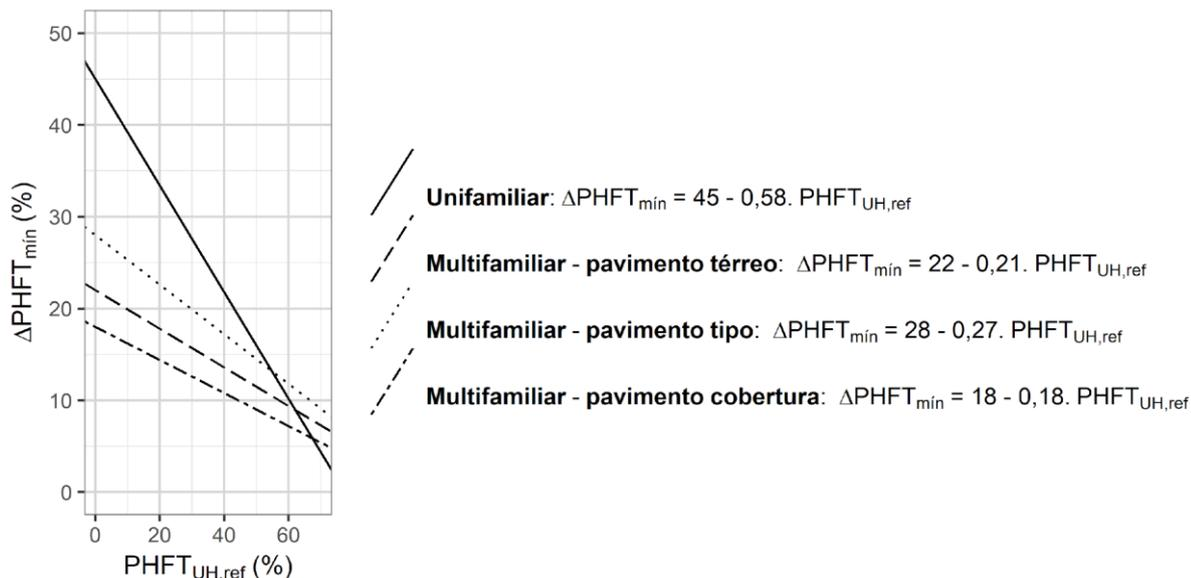 50
40
30
20
10
0
ΔPHFTmín (%)
0 20 40 60
PHFTUH,ref (%)
Unifamiliar: ΔPHFTmín = 45 - 0,58. PHFTUH,ref
Multifamiliar - pavimento térreo: ΔPHFTmín = 22 - 0,21. PHFTUH,ref
Multifamiliar - pavimento tipo: ΔPHFTmín = 28 - 0,27. PHFTUH,ref
Multifamiliar - pavimento cobertura: ΔPHFTmín = 18 - 0,18. PHFTUH,ref